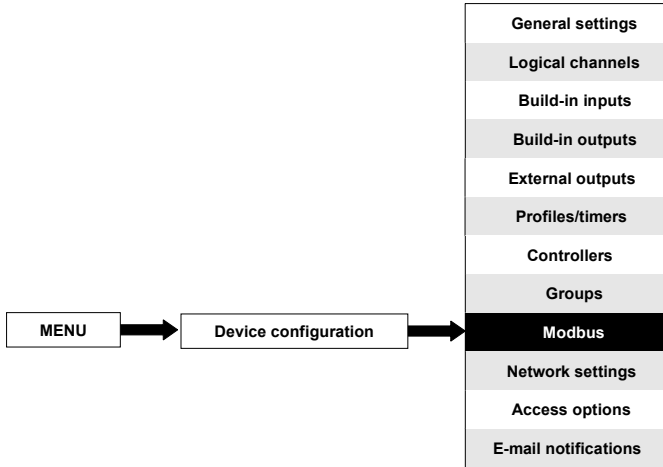 General settings
Logical channels
Build-in inputs
Build-in outputs
External outputs
Profiles/timers
Controllers
Groups
MENU
Device configuration
Modbus
Network settings
Access options
E-mail notifications